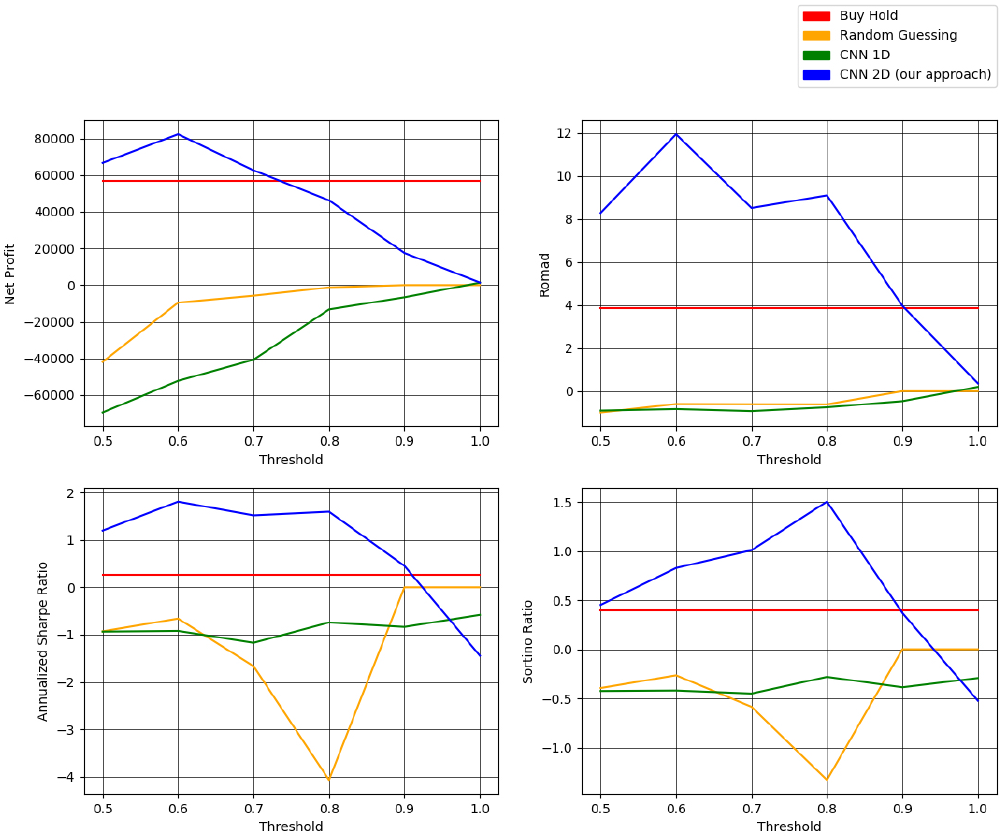 Buy Hold
Random Guessing
CNN 1D
CNN 2D (our approach)
80000
60000
40000
20000
0
−20000
−40000
−60000
Net Profit
0.5 0.6 0.7 0.8 0.9 1.0
Threshold
12
10
8
6
4
2
0
Romad
0.5 0.6 0.7 0.8 0.9 1.0
Threshold
2
1
0
−1
−2
−3
−4
Annualized Sharpe Ratio
0.5 0.6 0.7 0.8 0.9 1.0
Threshold
1.5
1.0
0.5
0.0
−0.5
−1.0
Sortino Ratio
0.5 0.6 0.7 0.8 0.9 1.0
Threshold